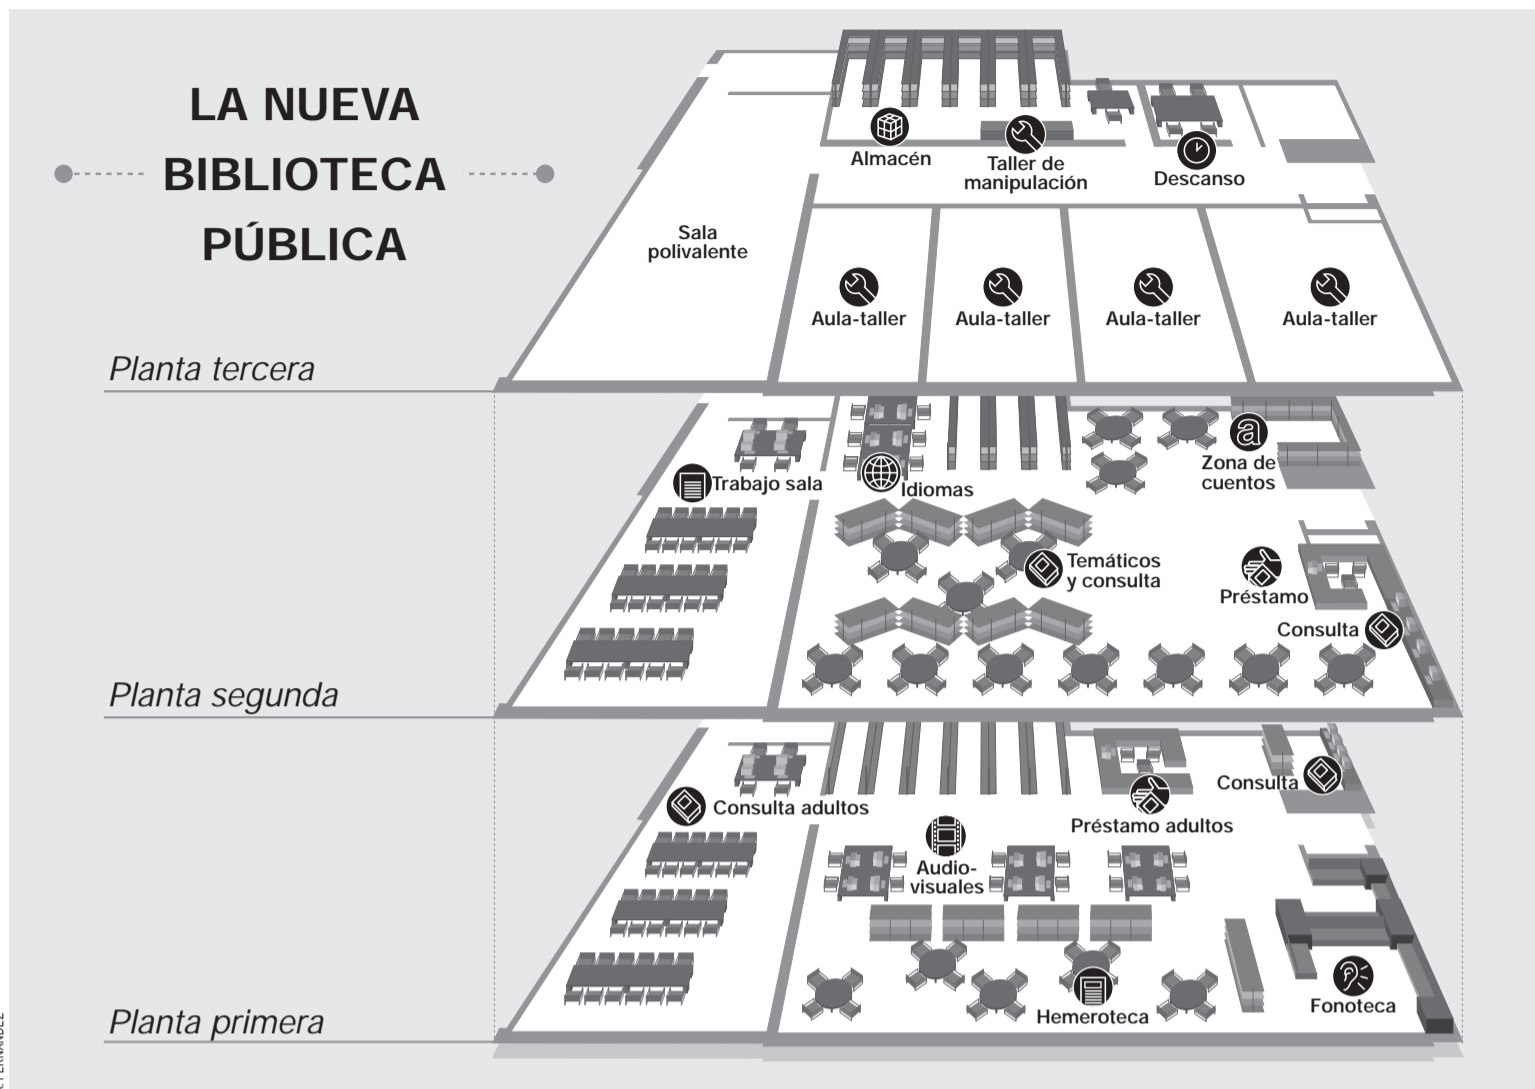 LA NUEVA
BIBLIOTECA
PÚBLICA
Almacén
Taller de
manipulación
Descanso
Sala
polivalente
Aula-taller
Aula-taller
Aula-taller
Aula-taller
Planta tercera
Trabajo sala
Idiomas
Zona de
cuentos
Temáticos
y consulta
Préstamo
Consulta
Planta segunda
Consulta adultos
Audio-
visuales
Préstamo adultos
Consulta
Hemeroteca
Fonoteca
Planta primera